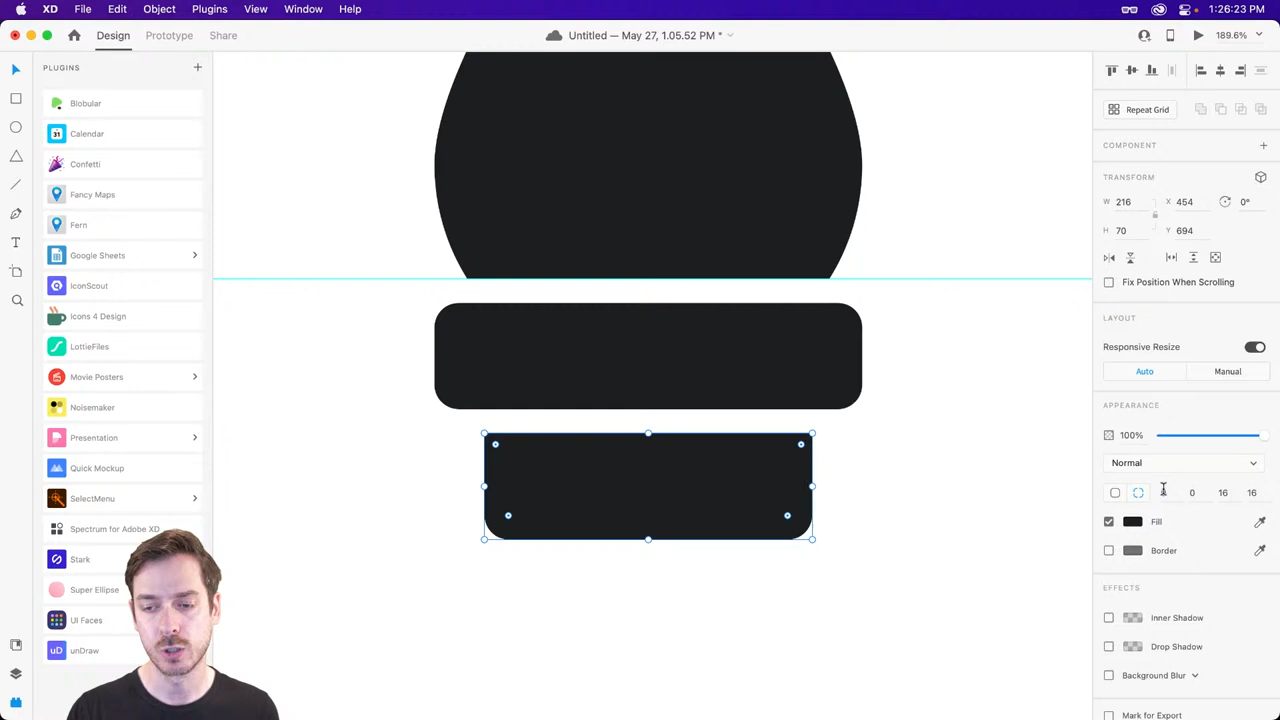 XD File Edit Object Plugins View Window Help 1:26:23 PM
Design Prototype Share Untitled — May 27, 1.05.52 PM * 189.6%
PLUGINS
Blobular
31 Calendar
Confetti
Fancy Maps
Fern
Google Sheets
IconScout
Icons 4 Design
LottieFiles
Movie Posters
Noisemaker
Presentation
Quick Mockup
SelectMenu
Spectrum for Adobe XD
Stark
Super Ellipse
UI Faces
uD unDraw
Repeat Grid
COMPONENT
TRANSFORM
W 216 X 454 0°
H 70 Y 694
Fix Position When Scrolling
LAYOUT
Responsive Resize
Auto Manual
APPEARANCE
100%
Normal
0 16 16
Fill
Border
EFFECTS
Inner Shadow
Drop Shadow
Background Blur
Mark for Export